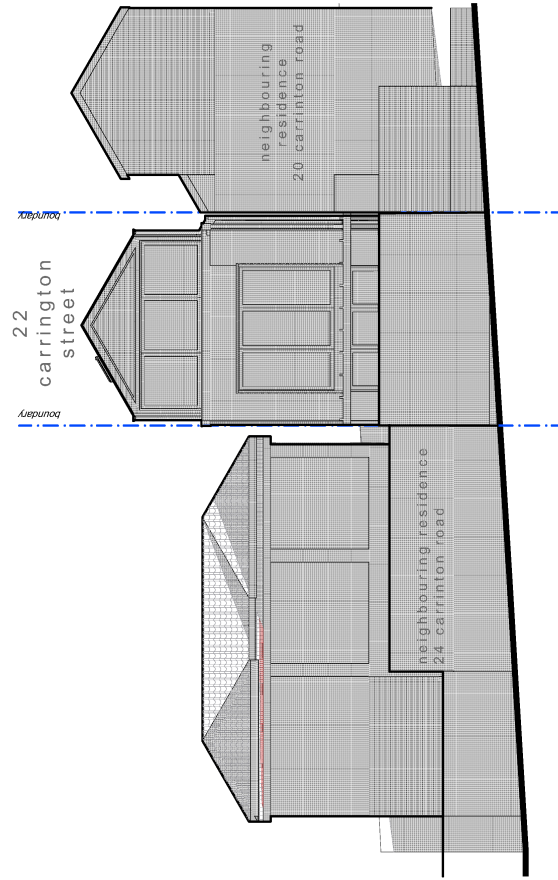 neighbouring
residence
20 carrinton road
boundary
22
carrington
street
boundary
neighbouring residence
24 carrinton road